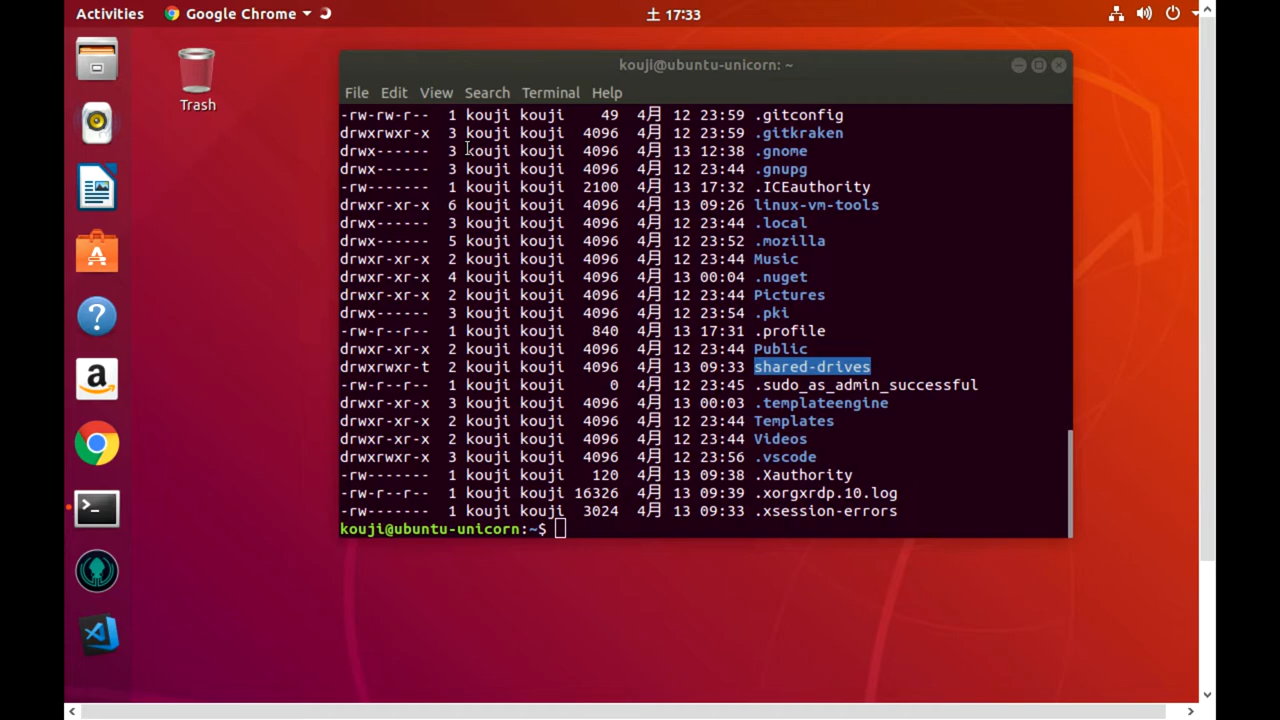 Activities Google Chrome 土 17:33
Trash
kouji@ubuntu-unicorn: ~
File Edit View Search Terminal Help
-rw-rw-r-- 1 kouji kouji 49 4月 12 23:59 .gitconfig
drwxrwxr-x 3 kouji kouji 4096 4月 12 23:59 .gitkraken
drwx------ 3 kouji kouji 4096 4月 13 12:38 .gnome
drwx------ 3 kouji kouji 4096 4月 12 23:44 .gnupg
-rw------- 1 kouji kouji 2100 4月 13 17:32 .ICEauthority
drwxr-xr-x 6 kouji kouji 4096 4月 13 09:26 linux-vm-tools
drwx------ 3 kouji kouji 4096 4月 12 23:44 .local
drwx------ 5 kouji kouji 4096 4月 12 23:52 .mozilla
drwxr-xr-x 2 kouji kouji 4096 4月 12 23:44 Music
drwxr-xr-x 4 kouji kouji 4096 4月 13 00:04 .nuget
drwxr-xr-x 2 kouji kouji 4096 4月 12 23:44 Pictures
drwx------ 3 kouji kouji 4096 4月 12 23:54 .pki
-rw-r--r-- 1 kouji kouji 840 4月 13 17:31 .profile
drwxr-xr-x 2 kouji kouji 4096 4月 12 23:44 Public
drwxrwxr-t 2 kouji kouji 4096 4月 13 09:33 shared-drives
-rw-r--r-- 1 kouji kouji 0 4月 12 23:45 .sudo_as_admin_successful
drwxr-xr-x 3 kouji kouji 4096 4月 13 00:03 .templateengine
drwxr-xr-x 2 kouji kouji 4096 4月 12 23:44 Templates
drwxr-xr-x 2 kouji kouji 4096 4月 12 23:44 Videos
drwxrwxr-x 3 kouji kouji 4096 4月 12 23:56 .vscode
-rw------- 1 kouji kouji 120 4月 13 09:38 .Xauthority
-rw-r--r-- 1 kouji kouji 16326 4月 13 09:39 .xorgxrdp.10.log
-rw------- 1 kouji kouji 3024 4月 13 09:33 .xsession-errors
kouji@ubuntu-unicorn:~$